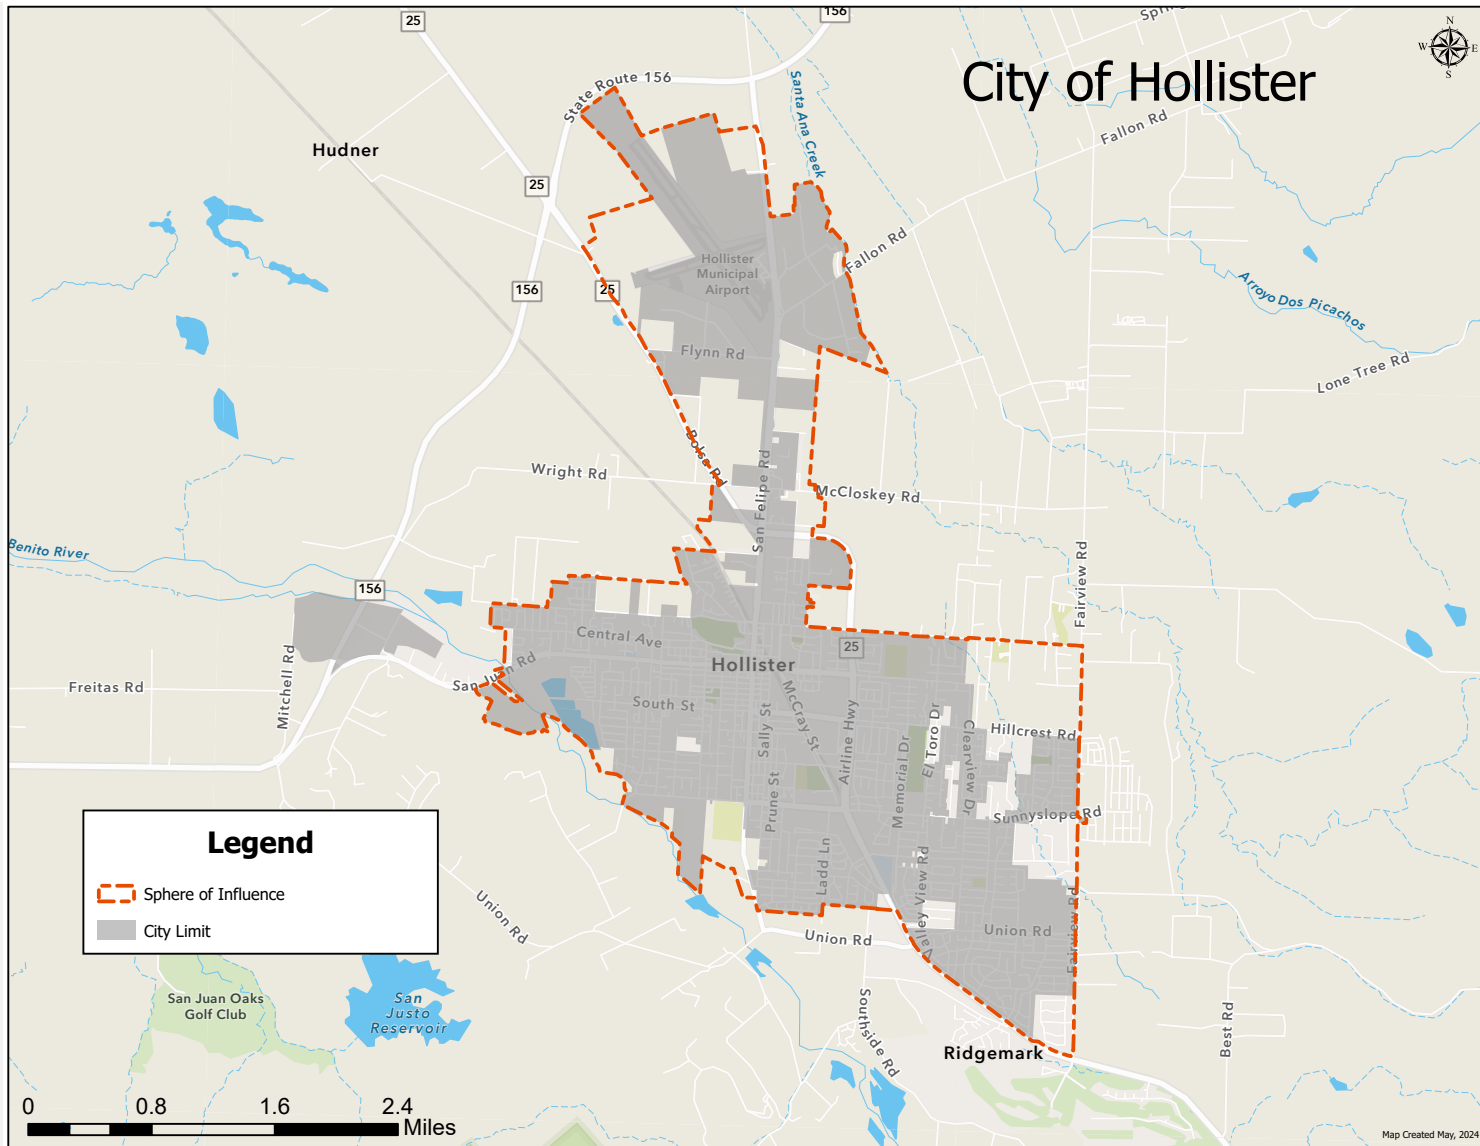 25
156
Spring
N
W
E
S
City of Hollister
State Route 156
Santa Ana Creek
Fallon Rd
Hudner
25
Fallon Rd
Hollister
Municipal
Airport
156
25
Arroyo Dos Picachos
Flynn Rd
Lone Tree Rd
Bolsa Rd
Wright Rd
San Felipe Rd
McCloskey Rd
Benito River
156
Fairview Rd
Central Ave
25
Hollister
San Juan Rd
Freitas Rd
Mitchell Rd
South St
Sally St
McCray St
Airline Hwy
Memorial Dr
El Toro Dr
Clearview Dr
Hillcrest Rd
Prune St
Sunnyslope Rd
Legend
Sphere of Influence
City Limit
Ladd Ln
Valley View Rd
Union Rd
Union Rd
Union Rd
Fairview Rd
San Juan Oaks
Golf Club
San
Justo
Reservoir
Southside Rd
Best Rd
Ridgemark
0 0.8 1.6 2.4
Miles
Map Created May, 2024